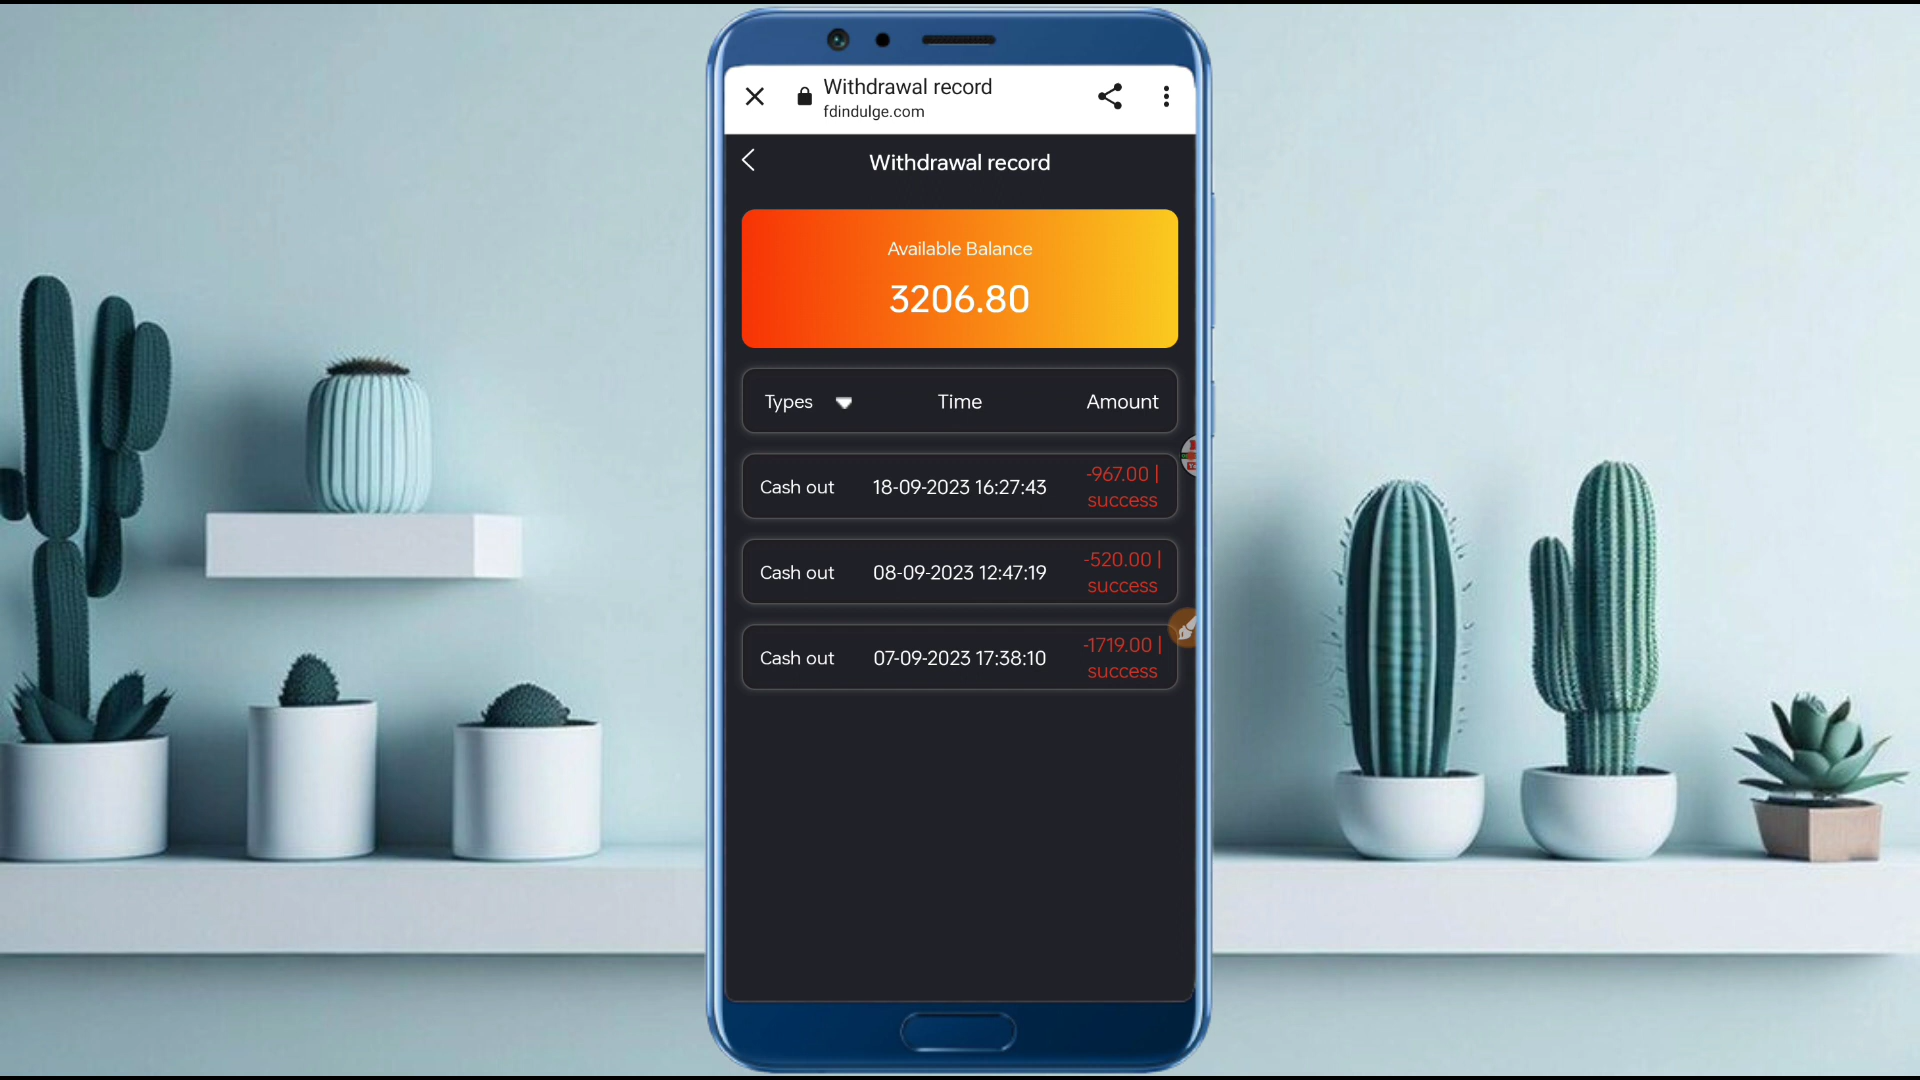 Withdrawal record
fdindulge.com
Withdrawal record
Available Balance
3206.80
Types Time Amount
Cash out 18-09-2023 16:27:43 -967.00 |
success
Cash out 08-09-2023 12:47:19 -520.00 |
success
Cash out 07-09-2023 17:38:10 -1719.00 |
success